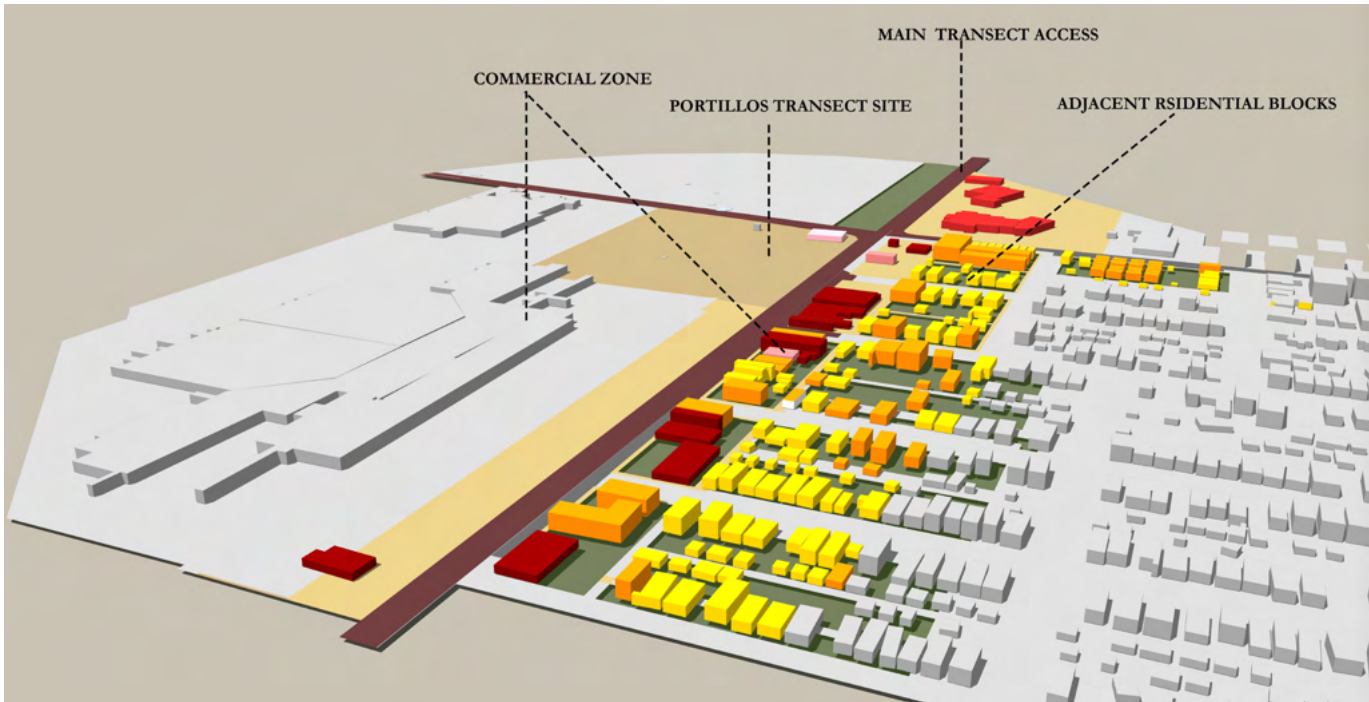 MAIN TRANSECT ACCESS
COMMERCIAL ZONE
PORTILLOS TRANSECT SITE
ADJACENT RSIDENTIAL BLOCKS